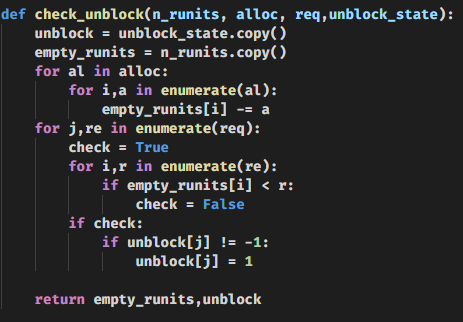 def check_unblock(n_runits, alloc, req,unblock_state):
    unblock = unblock_state.copy()
    empty_runits = n_runits.copy()
    for al in alloc:
        for i,a in enumerate(al):
            empty_runits[i] -= a
    for j,re in enumerate(req):
        check = True
        for i,r in enumerate(re):
            if empty_runits[i] < r:
                check = False
        if check:
            if unblock[j] != -1:
                unblock[j] = 1

    return empty_runits,unblock